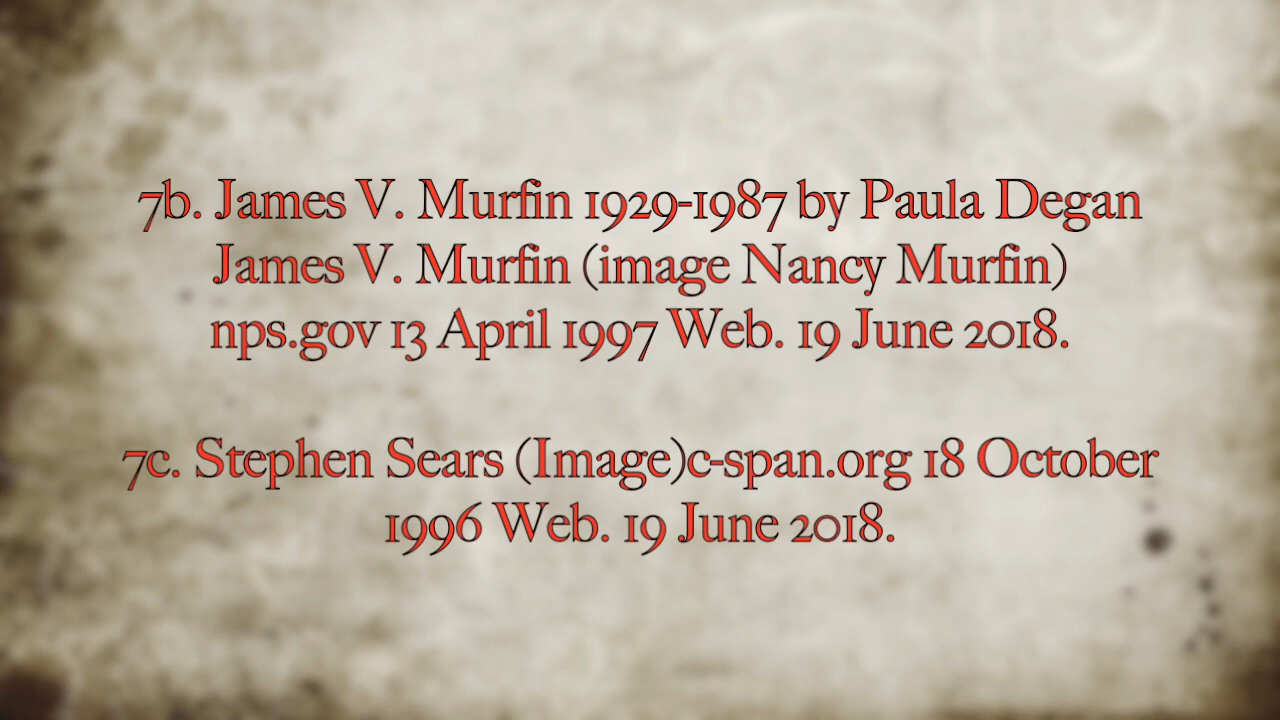 7b. James V. Murfin 1929-1987 by Paula Degan
James V. Murfin (image Nancy Murfin)
nps.gov 13 April 1997 Web. 19 June 2018.
7c. Stephen Sears (Image)c-span.org 18 October
1996 Web. 19 June 2018.